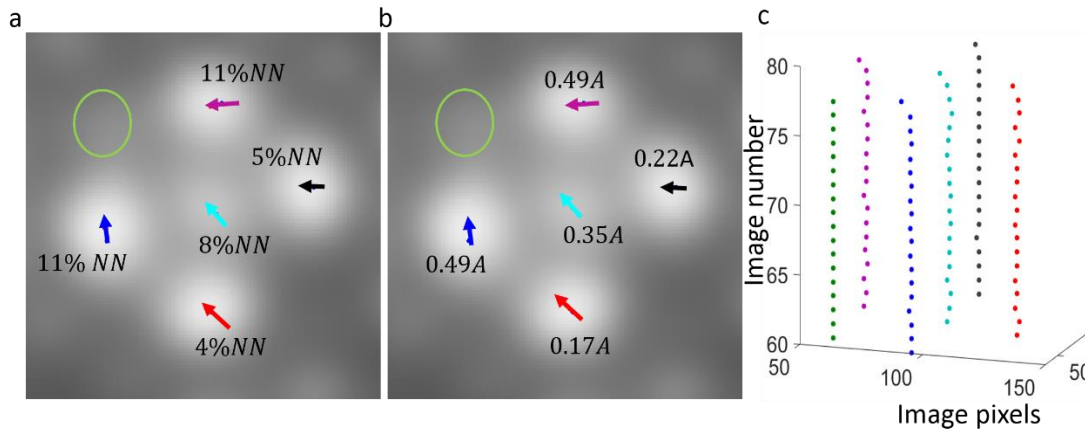 a
11%NN
5%NN
8%NN
11% NN
4%NN
b
0.49A
0.22A
0.35A
0.49A
0.17A
c
Image number
80
75
70
65
60
50
100
150
50
Image pixels